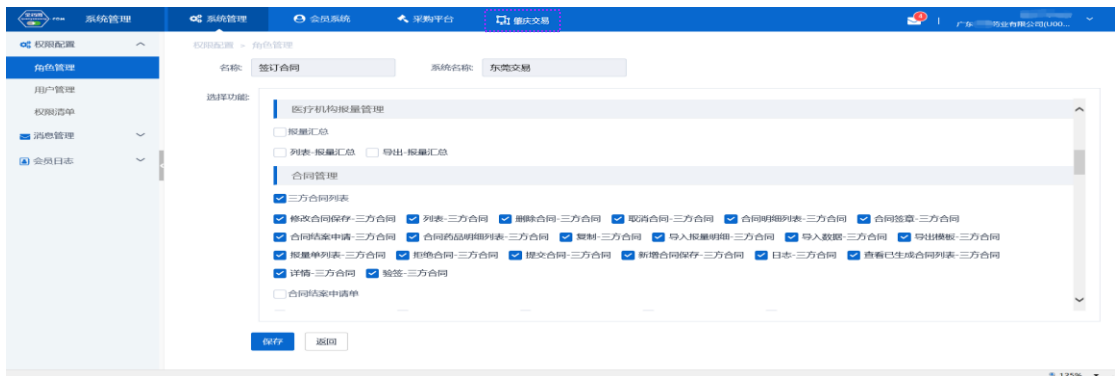 系统管理 系统管理 会员系统 采购平台 肇庆交易 4
权限配置 权限配置 > 角色管理
角色管理 名称: 签订合同 系统名称: 东莞交易
用户管理
选择功能:
医疗机构报量管理
权限清单
报量汇总
消息管理
列表-报量汇总 导出-报量汇总
会员日志
合同管理
三方合同列表
修改合同保存-三方合同 列表-三方合同 删除合同-三方合同 取消合同-三方合同 合同明细列表-三方合同 合同签章-三方合同
合同结案申请-三方合同 合同药品明细列表-三方合同 复制-三方合同 导入报量明细-三方合同 导入数据-三方合同 导出模板-三方合同
报量单列表-三方合同 拒绝合同-三方合同 提交合同-三方合同 新增合同保存-三方合同 日志-三方合同 查看已生成合同列表-三方合同
详情-三方合同 验签-三方合同
合同结案申请单
保存 返回
125%